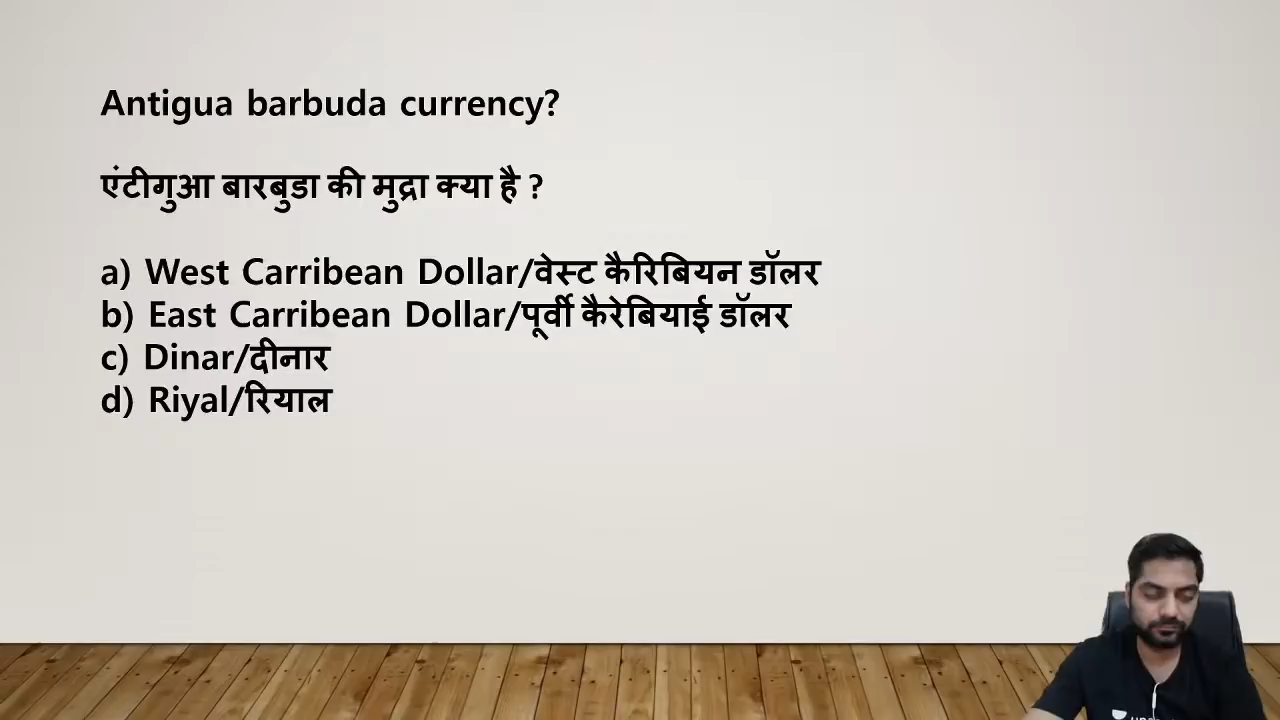 Antigua barbuda currency?
एंटीगुआ बारबुडा की मुद्रा क्या है ?
a) West Carribean Dollar/वेस्ट कैरिबियन डॉलर
b) East Carribean Dollar/पूर्वी कैरेबियाई डॉलर
c) Dinar/दीनार
d) Riyal/रियाल